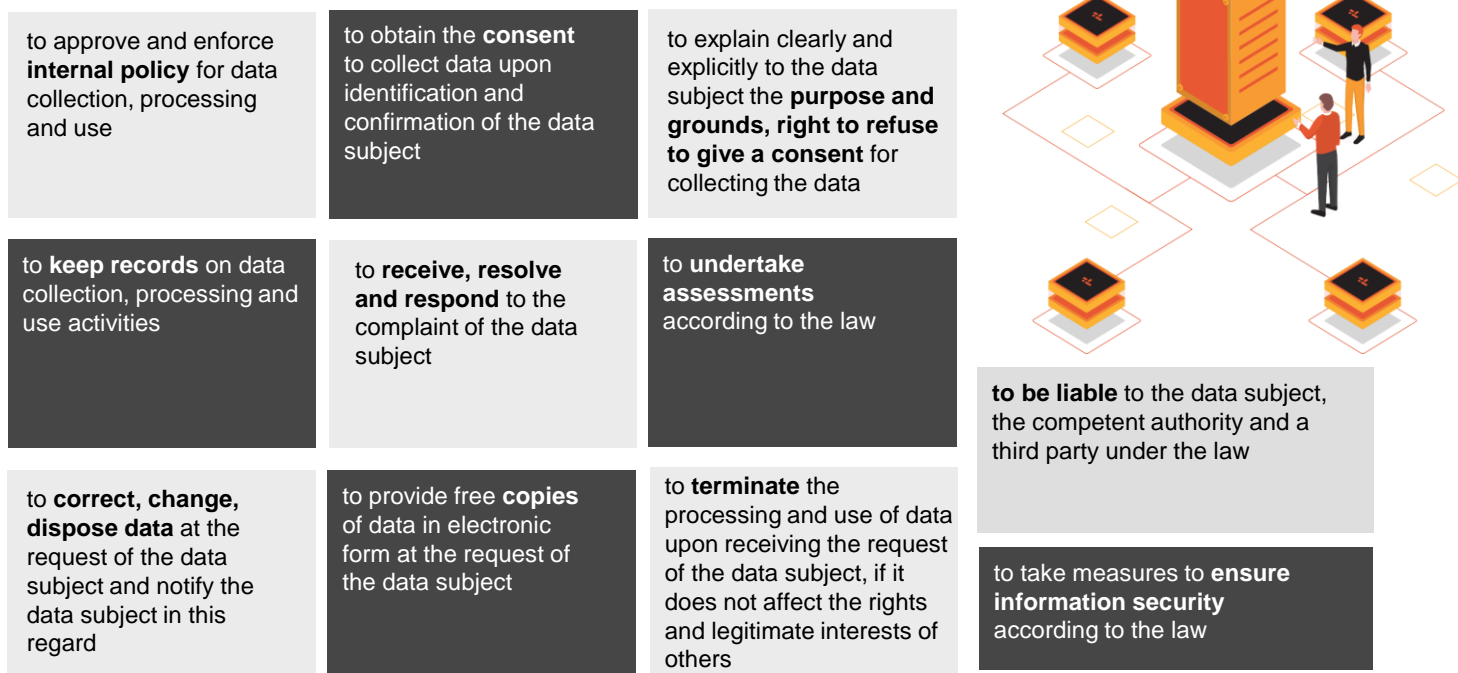 to approve and enforce
internal policy for data
collection, processing
and use
to obtain the consent
to collect data upon
identification and
confirmation of the data
subject
to explain clearly and
explicitly to the data
subject the purpose and
grounds, right to refuse
to give a consent for
collecting the data
to keep records on data
collection, processing and
use activities
to receive, resolve
and respond to the
complaint of the data
subject
to undertake
assessments
according to the law
to be liable to the data subject,
the competent authority and a
third party under the law
to correct, change,
dispose data at the
request of the data
subject and notify the
data subject in this
regard
to provide free copies
of data in electronic
form at the request of
the data subject
to terminate the
processing and use of data
upon receiving the request
of the data subject, if it
does not affect the rights
and legitimate interests of
others
to take measures to ensure
information security
according to the law